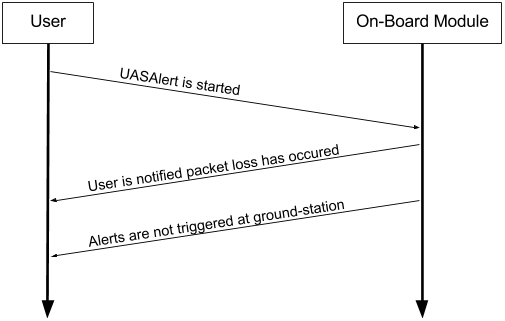 User
On-Board Module
UASAlert is started
User is notified packet loss has occured
Alerts are not triggered at ground-station